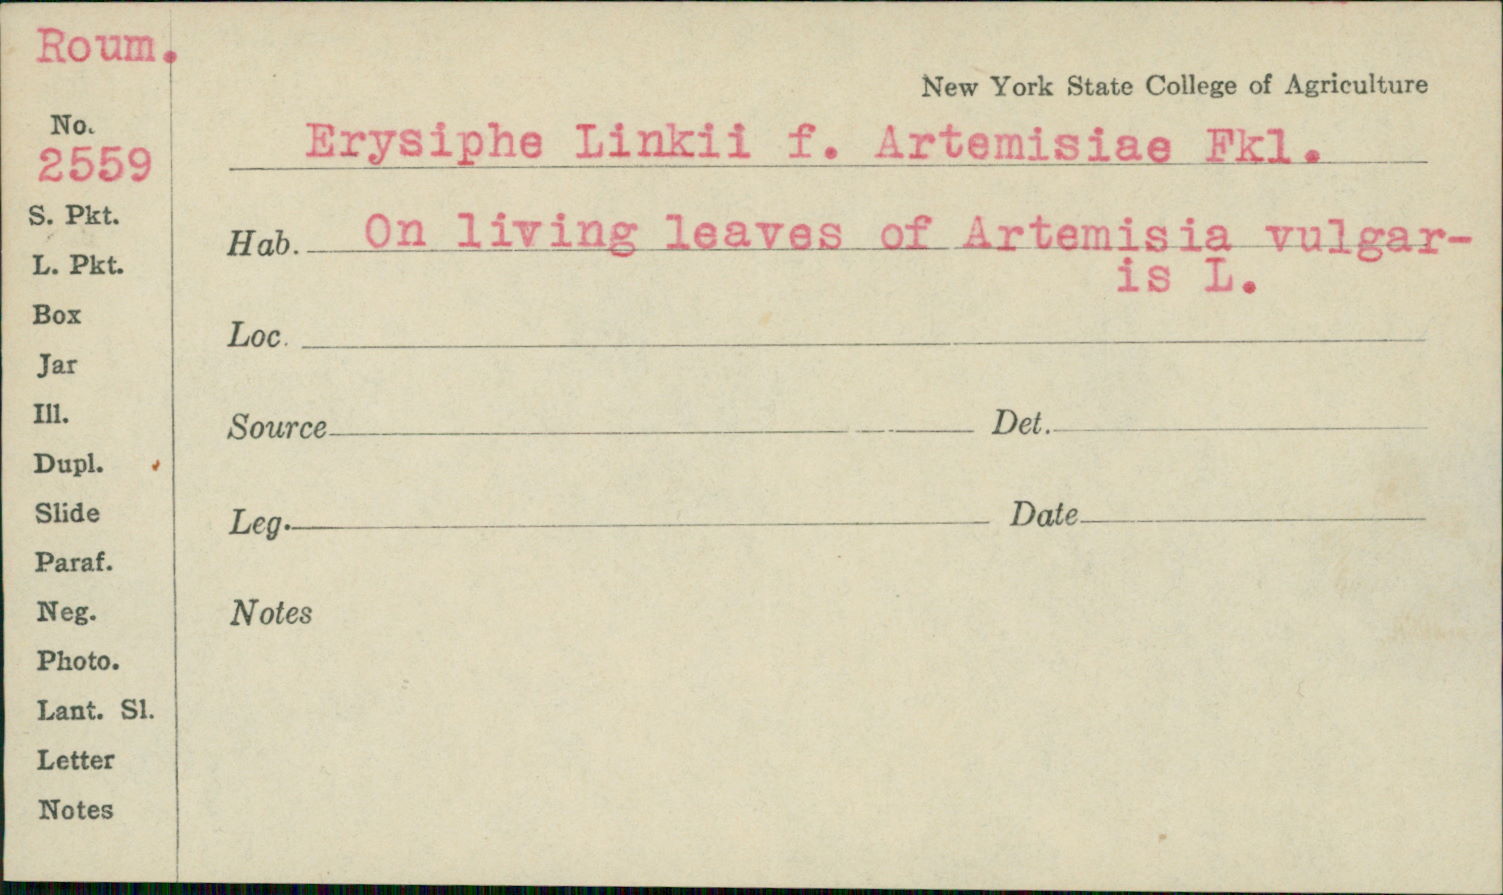 Roum.
New York State College of Agriculture
No.
2559
Erysiphe Linkii f. Artemisiae Fkl.
S. Pkt.
Hab. On living leaves of Artemisia vulgar-
is L.
L. Pkt.
Box
Loc.
Jar
Ill.
Source Det.
Dupl.
Slide
Leg. Date
Paraf.
Neg.
Notes
Photo.
Lant. Sl.
Letter
Notes